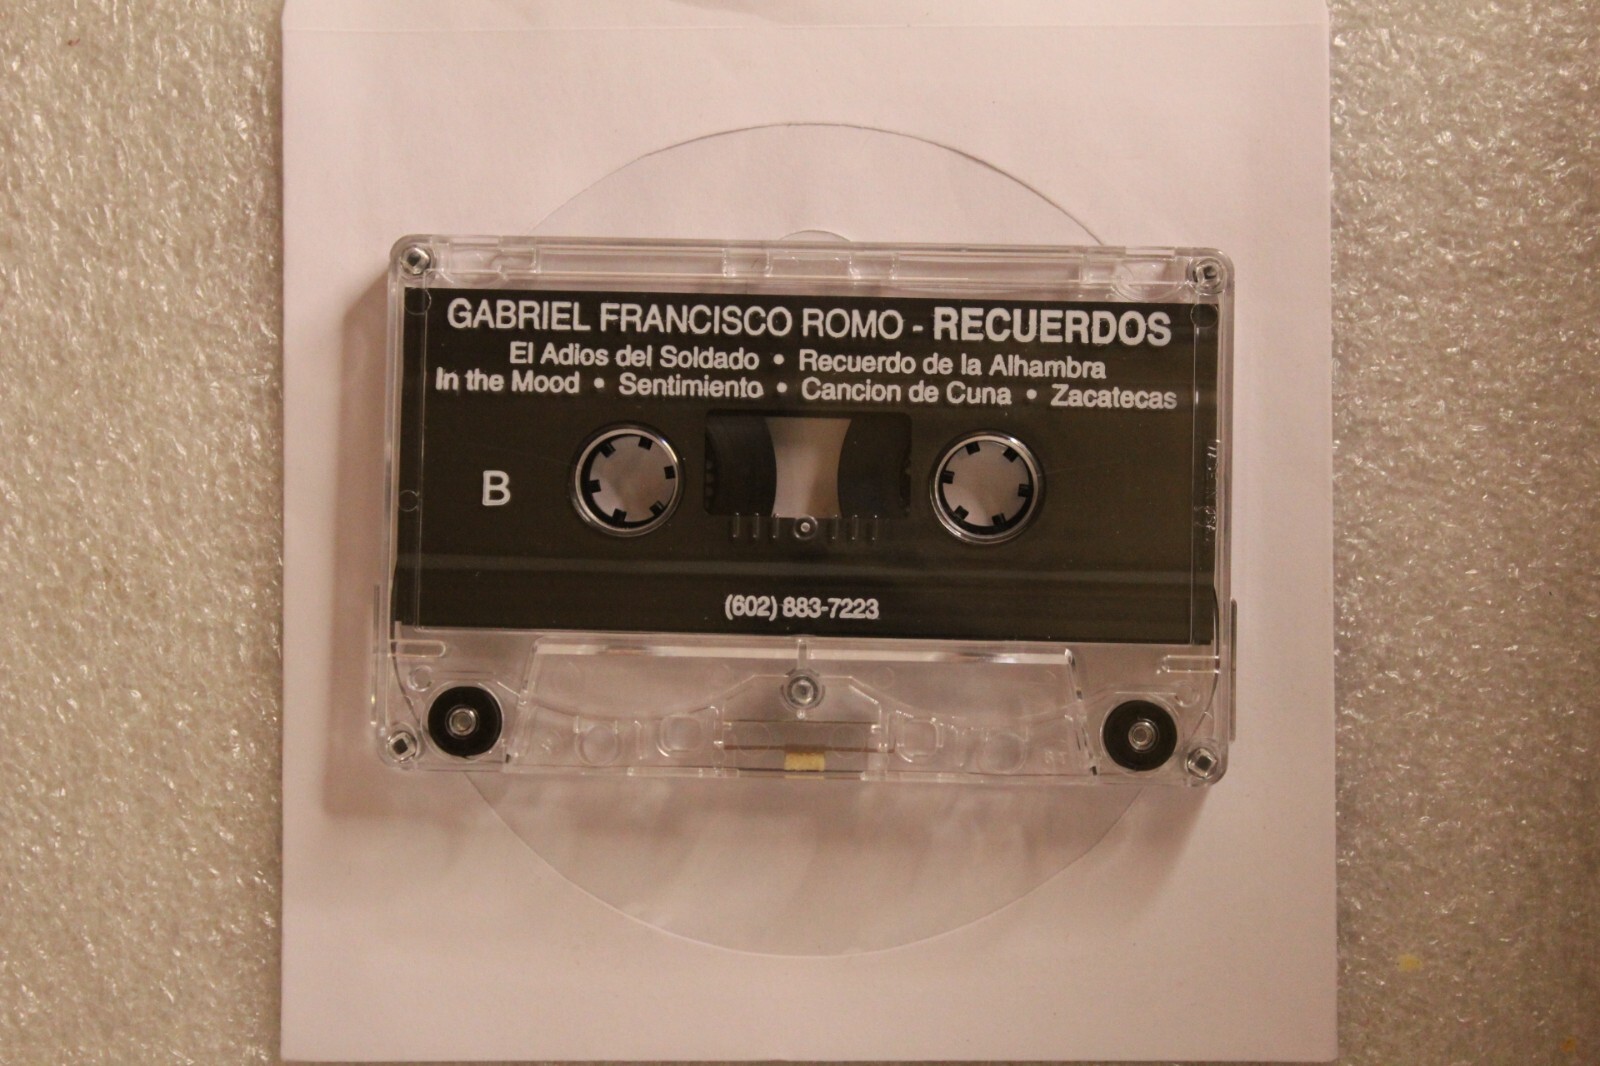 GABRIEL FRANCISCO ROMO - RECUERDOS
El Adios del Soldado • Recuerdo de la Alhambra
In the Mood • Sentimiento • Cancion de Cuna • Zacatecas
B
(602) 883-7223